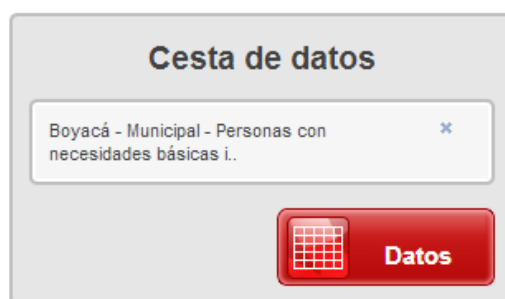 Cesta de datos
Boyacá - Municipal - Personas con
necesidades básicas i..
Datos